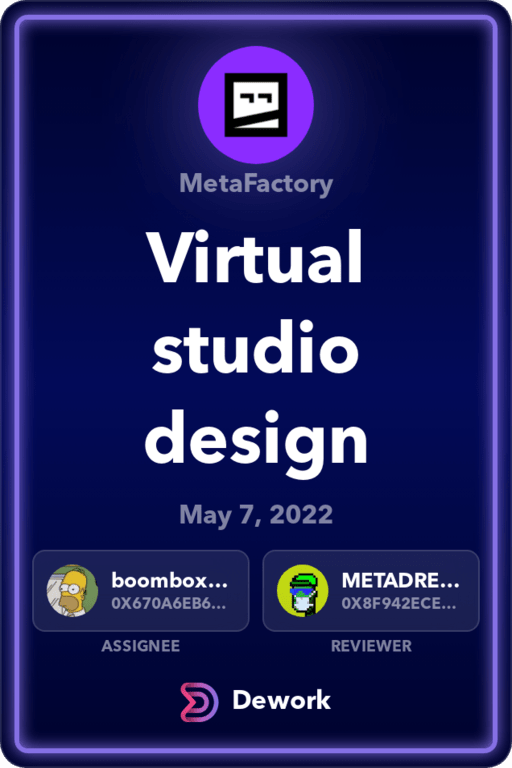 MetaFactory
Virtual
studio
design
May 7, 2022
boombox...
0X670A6EB6...
METADRE...
0X8F942ECE...
ASSIGNEE
REVIEWER
Dework